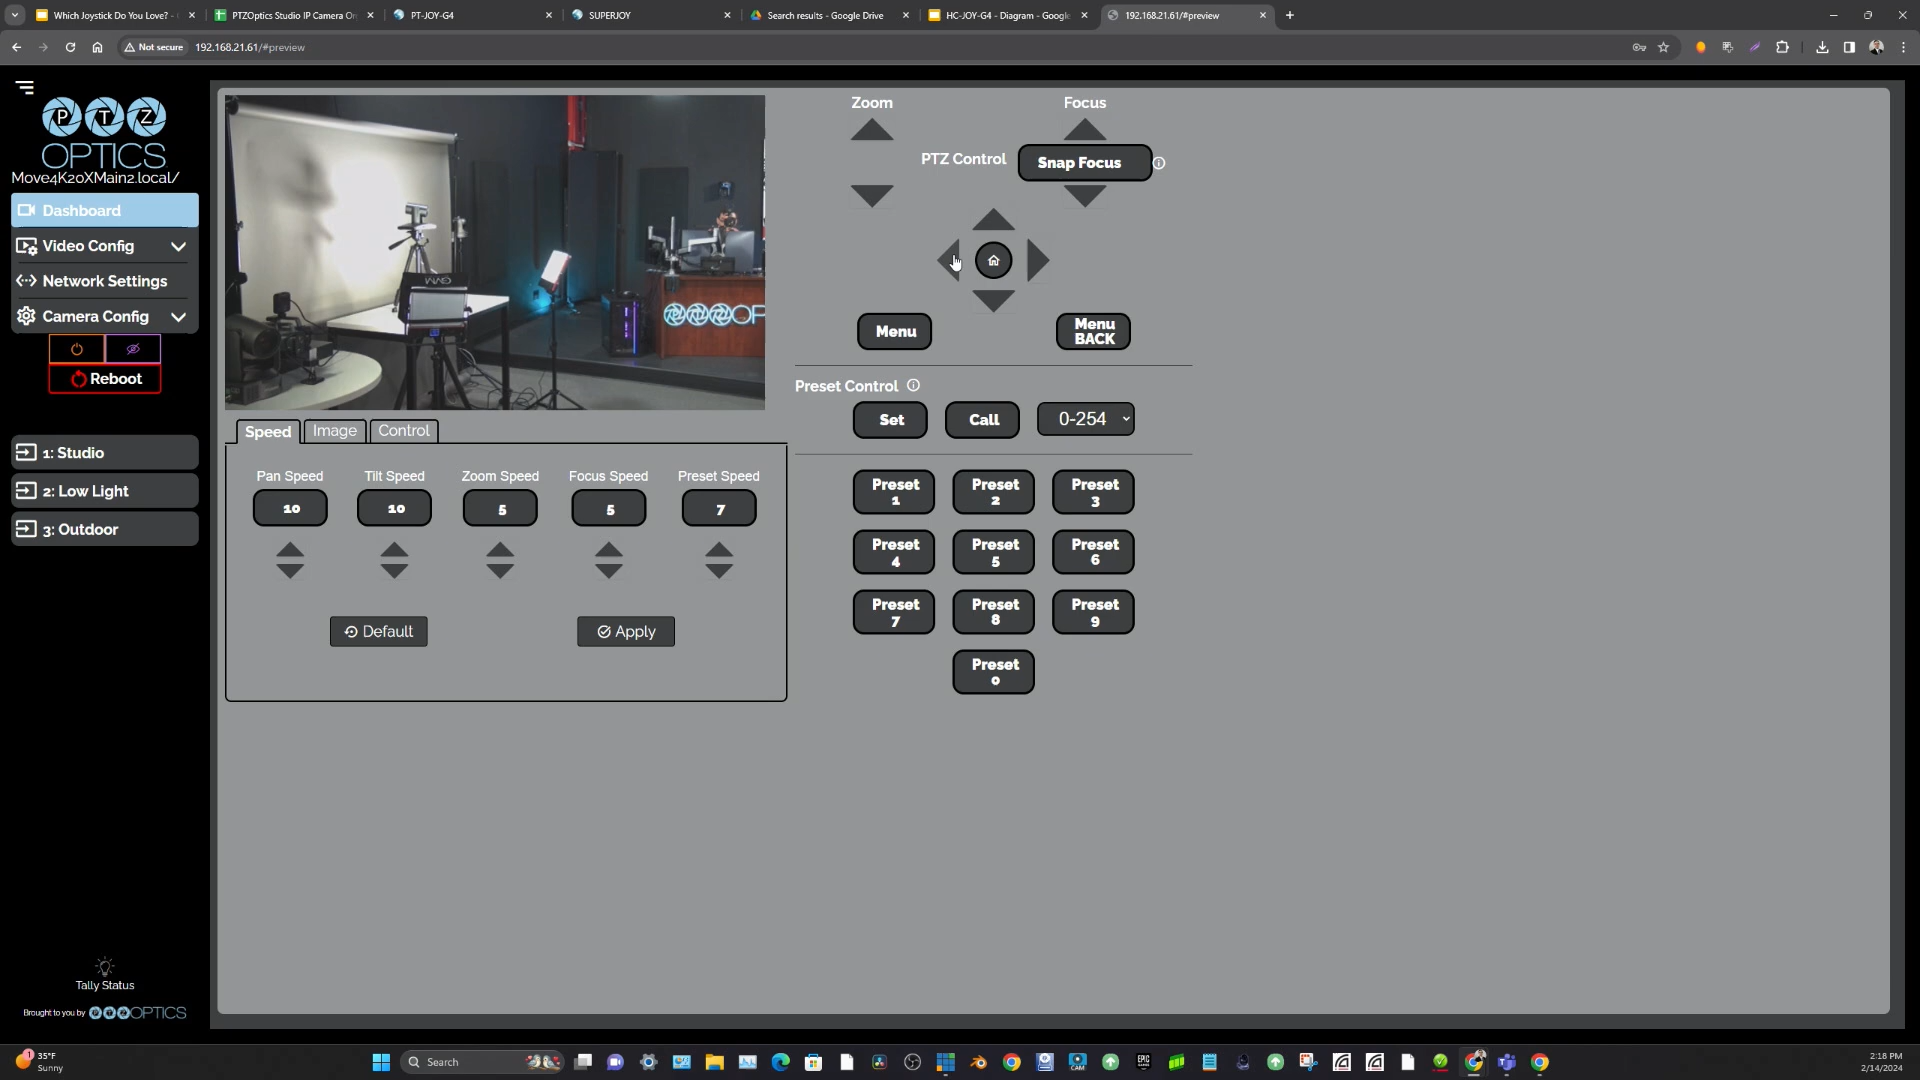 Which Joystick Do You Love? -
PTZOptics Studio IP Camera Or
PT-JOY-G4
SUPERJOY
Search results - Google Drive
HC-JOY-G4 - Diagram - Google
192.168.21.61/#preview
Not secure
192.168.21.61/#preview
PTZ
OPTICS
Move4K20XMain2.local/
Dashboard
Video Config
Network Settings
Camera Config
Reboot
1: Studio
2: Low Light
3: Outdoor
Tally Status
Brought to you by OPTICS
GVM
OP
Speed
Image
Control
Pan Speed
Tilt Speed
Zoom Speed
Focus Speed
Preset Speed
10
10
5
5
7
Default
Apply
Zoom
Focus
PTZ Control
Snap Focus
Menu
Menu
BACK
Preset Control
Set
Call
0-254
Preset
1
Preset
2
Preset
3
Preset
4
Preset
5
Preset
6
Preset
7
Preset
8
Preset
9
Preset
0
1
35°F
Sunny
Search
CAM
EPIC
2:18 PM
2/14/2024